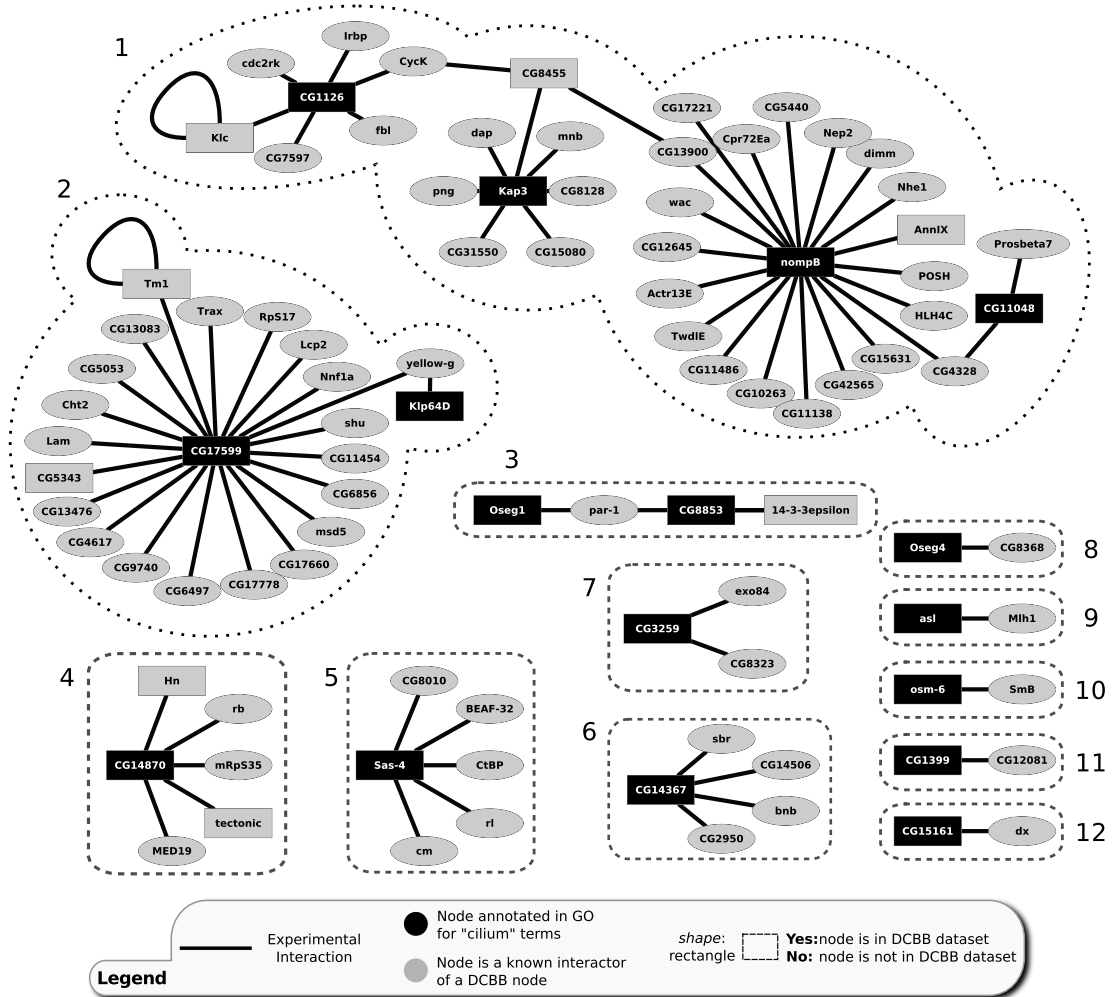 1
lrbp
cdc2rk
CycK
CG8455
CG1126
Klc
fbl
CG7597
dap
mnb
png
Kap3
CG8128
CG31550
CG15080
CG17221
CG5440
Cpr72Ea
Nep2
CG13900
dimm
Nhe1
wac
AnnIX
CG12645
nompB
POSH
Actr13E
HLH4C
TwdlE
CG15631
CG11486
CG4328
CG42565
CG10263
CG11138
Prosbeta7
CG11048
2
Tm1
Trax
RpS17
CG13083
Lcp2
CG5053
Nnf1a
yellow-g
Cht2
Klp64D
shu
Lam
CG17599
CG11454
CG5343
CG6856
CG13476
msd5
CG4617
CG17660
CG9740
CG17778
CG6497
3
Oseg1
par-1
CG8853
14-3-3epsilon
4
Hn
rb
CG14870
mRpS35
tectonic
MED19
5
CG8010
BEAF-32
Sas-4
CtBP
rl
cm
6
sbr
CG14506
CG14367
bnb
CG2950
7
exo84
CG3259
CG8323
Oseg4
CG8368
8
asl
Mlh1
9
osm-6
SmB
10
CG1399
CG12081
11
CG15161
dx
12
Legend
Experimental
Interaction
Node annotated in GO
for "cilium" terms
Node is a known interactor
of a DCBB node
shape:
rectangle
Yes:node is in DCBB dataset
No: node is not in DCBB dataset